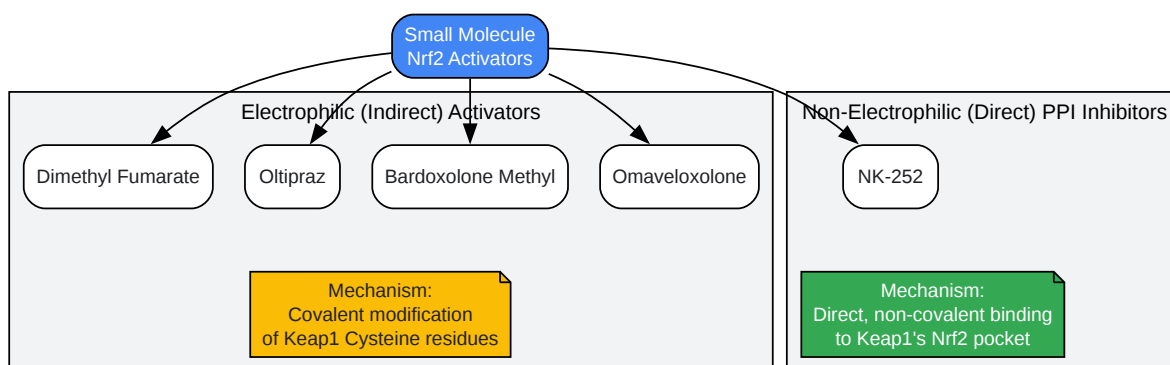 Small Molecule
Nrf2 Activators
Electrophilic (Indirect) Activators
Non-Electrophilic (Direct) PPI Inhibitors
Dimethyl Fumarate
Oltipraz
Bardoxolone Methyl
Omaveloxolone
NK-252
Mechanism:
Covalent modification
of Keap1 Cysteine residues
Mechanism:
Direct, non-covalent binding
to Keap1's Nrf2 pocket